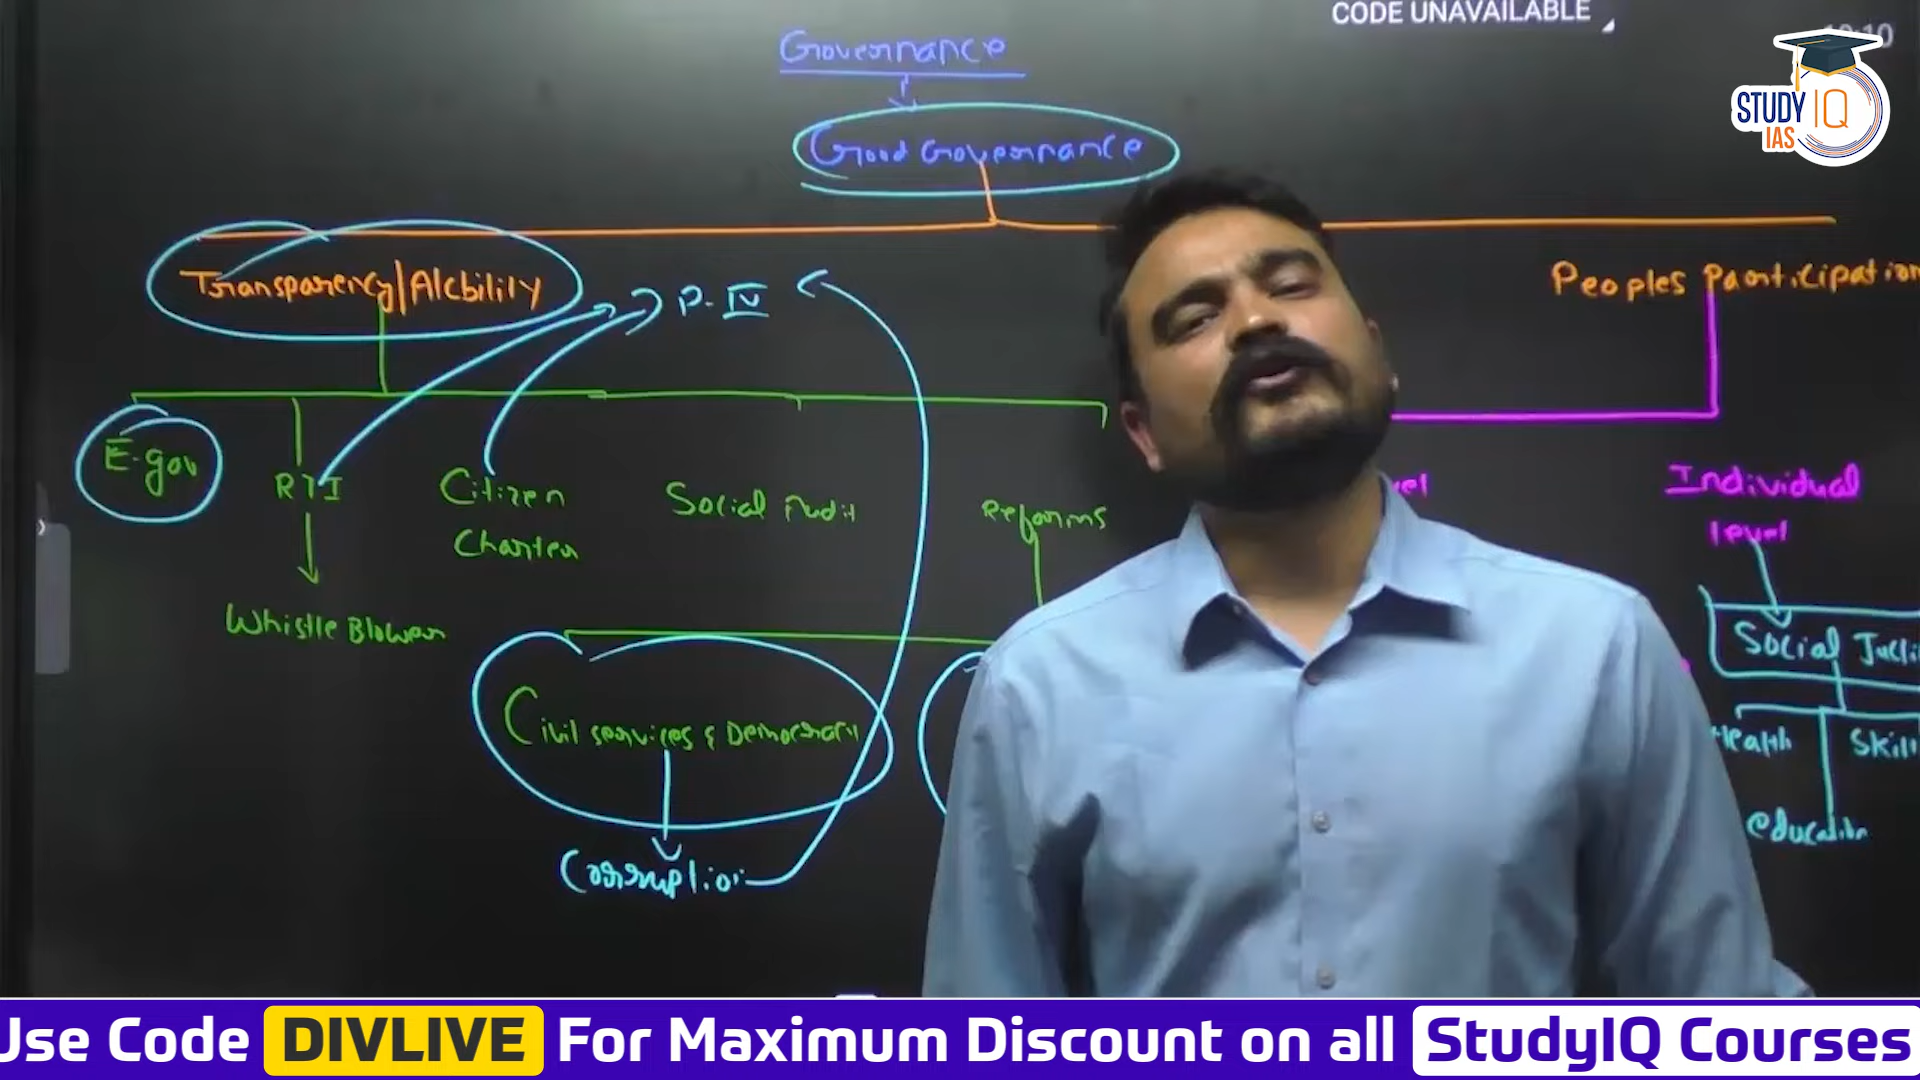 CODE UNAVAILABLE
STUDY IQ
IAS
Governance
Good Governance
Transparency/Alcbility
P-IV
Peoples Participation
E-gov
RTI
Citizen
Charter
Social Audit
Reforms
Individual
level
Whistle Blower
Social
Civil services &
Health
Skill
education
Corruption
Use Code DIVLIVE For Maximum Discount on all StudyIQ Courses